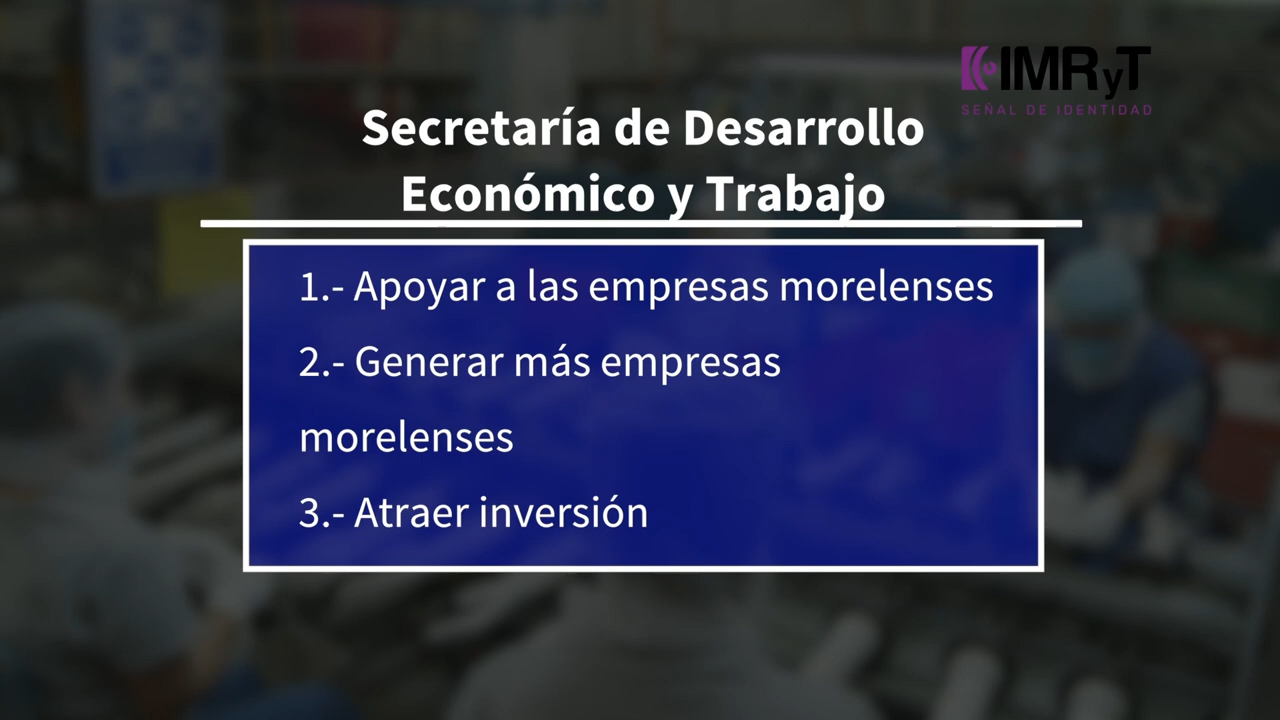 IMRyT
SEÑAL DE IDENTIDAD
Secretaría de Desarrollo
Económico y Trabajo
1.- Apoyar a las empresas morelenses
2.- Generar más empresas
morelenses
3.- Atraer inversión